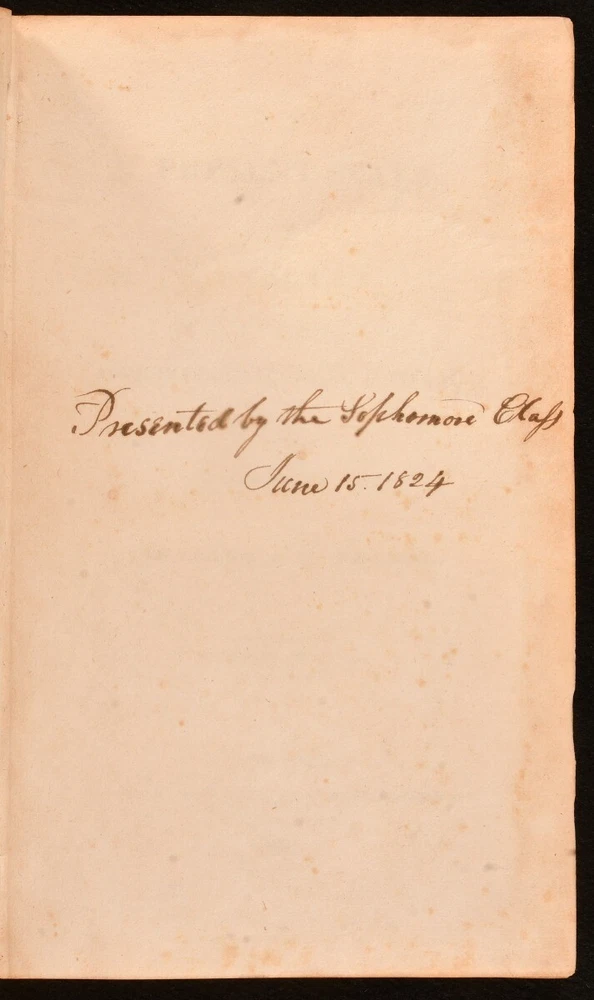 Presented by the Sophomore Claſs
June 15. 1824